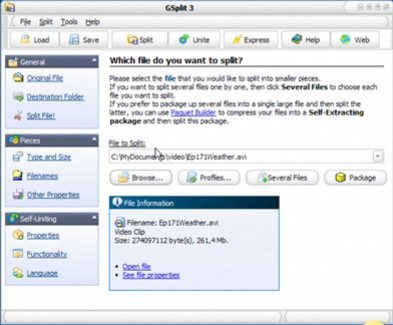 GSplit 3
File Split Tools Help
Load Save Split Unite Express Help Web
General
Original File
Destination Folder
Split File!
Pieces
Type and Size
Filenames
Other Properties
Self-Uniting
Properties
Functionality
Language
Which file do you want to split?
Please select the file that you would like to split into smaller pieces.
If you want to split several files one by one, then click Several Files to choose each
file you want to split.
If you prefer to package up several files into a single large file and then split the
latter, you can use Paquet Builder to compress your files into a Self-Extracting
package and then split this package.
File to Split:
C:\MyDocuments\video\Ep171Weather.avi
Browse... Profiles... Several Files Package
File Information
Filename: Ep171Weather.avi
Video Clip
Size: 274097112 byte(s), 261,4 Mb.
Open file
See file properties